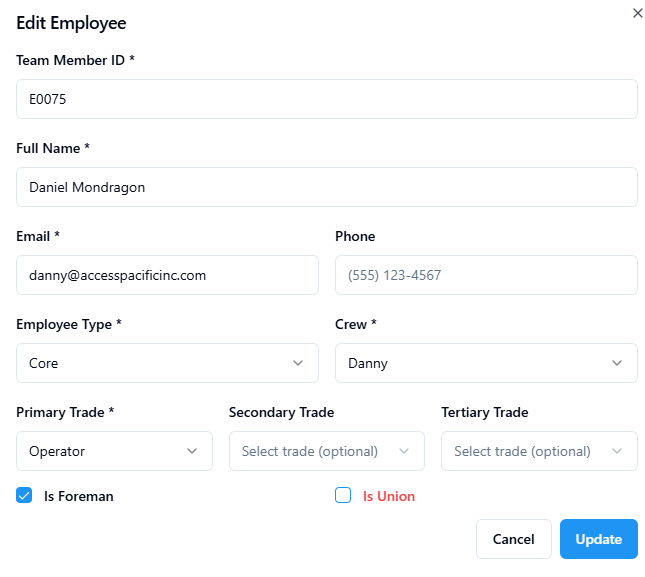 Edit Employee
Team Member ID *
E0075
Full Name *
Daniel Mondragon
Email * Phone
danny@accesspacificinc.com (555) 123-4567
Employee Type * Crew *
Core Danny
Primary Trade * Secondary Trade Tertiary Trade
Operator Select trade (optional) Select trade (optional)
Is Foreman Is Union
Cancel Update